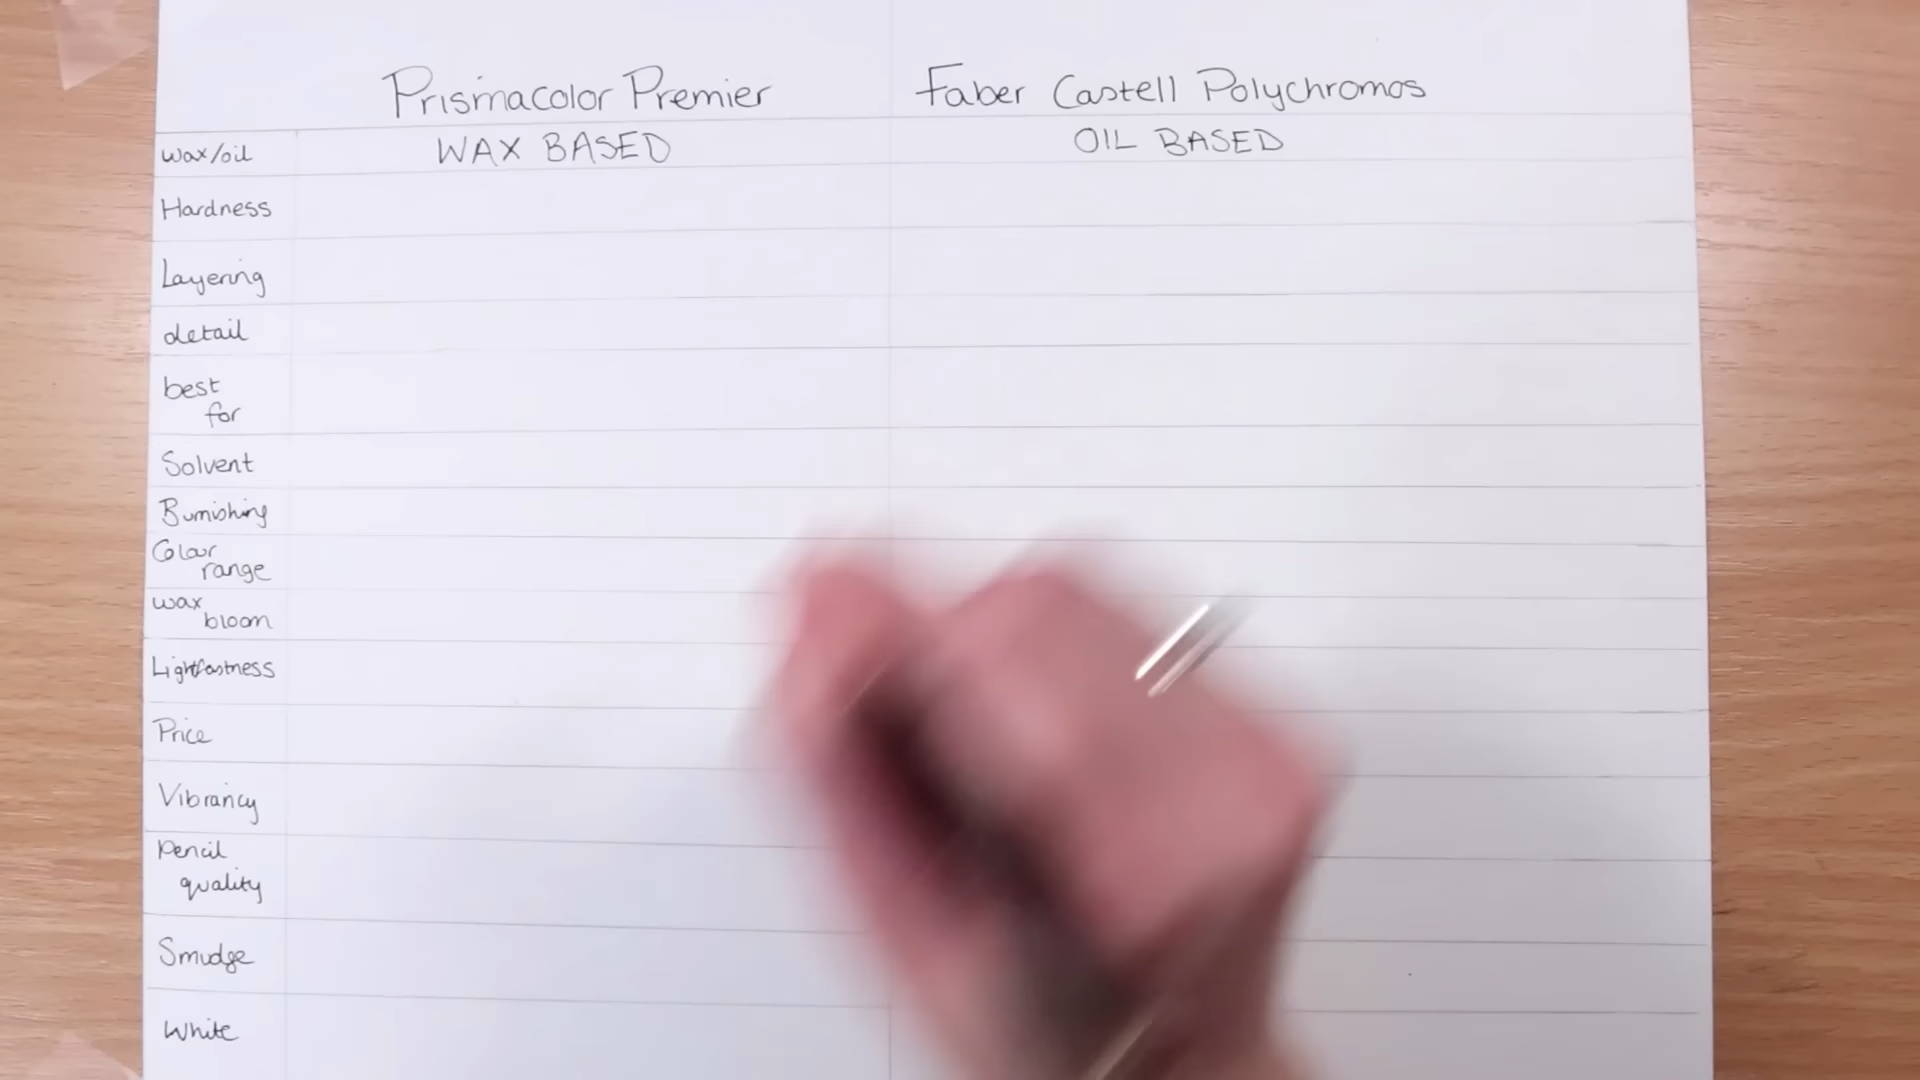 Prismacolor Premier
Faber Castell Polychromos
wax/oil
WAX BASED
OIL BASED
Hardness
Layering
detail
best
for
Solvent
Burnishing
Colour
range
wax
bloom
Lightfastness
Price
Vibrancy
Pencil
quality
Smudge
White